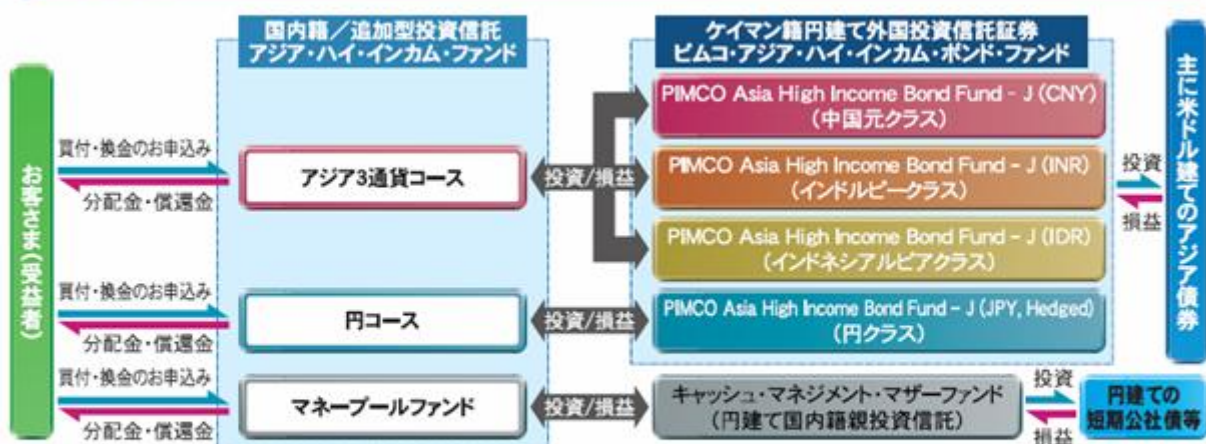 国内籍／追加型投資信託
アジア・ハイ・インカム・ファンド
ケイマン籍円建て外国投資信託証券
ピムコ・アジア・ハイ・インカム・ボンド・ファンド
お客さま(受益者)
買付・換金のお申込み
分配金・償還金
アジア3通貨コース
投資/損益
PIMCO Asia High Income Bond Fund - J (CNY)
(中国元クラス)
PIMCO Asia High Income Bond Fund - J (INR)
(インドルピークラス)
PIMCO Asia High Income Bond Fund - J (IDR)
(インドネシアルピアクラス)
投資
損益
主に米ドル建てのアジア債券
買付・換金のお申込み
分配金・償還金
円コース
投資/損益
PIMCO Asia High Income Bond Fund - J (JPY, Hedged)
(円クラス)
買付・換金のお申込み
分配金・償還金
マネープールファンド
投資/損益
キャッシュ・マネジメント・マザーファンド
(円建て国内籍親投資信託)
投資
損益
円建ての
短期公社債等